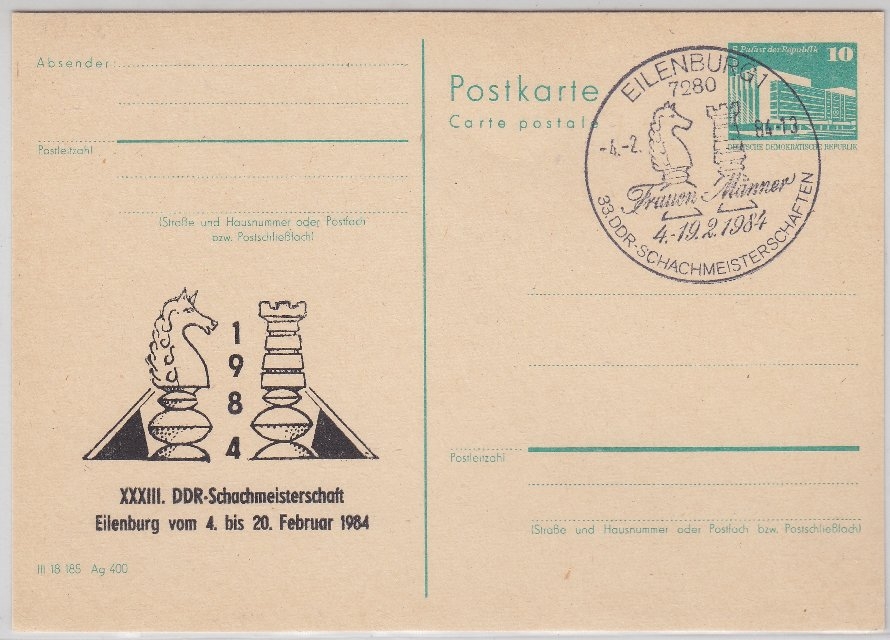 Absender:
Postleitzahl
(Straße und Hausnummer oder Postfach
bzw. Postschließfach)
1
9
8
4
XXXIII. DDR-Schachmeisterschaft
Eilenburg vom 4. bis 20. Februar 1984
III 18 185 Ag 400
Postkarte
Carte postale
Palast der Republik 10
DEUTSCHE DEMOKRATISCHE REPUBLIK
EILENBURG 1
7280
-4.-2. 84-13
Frauen Männer
4.-19.2.1984
33.DDR-SCHACHMEISTERSCHAFTEN
Postleitzahl
(Straße und Hausnummer oder Postfach bzw. Postschließfach)